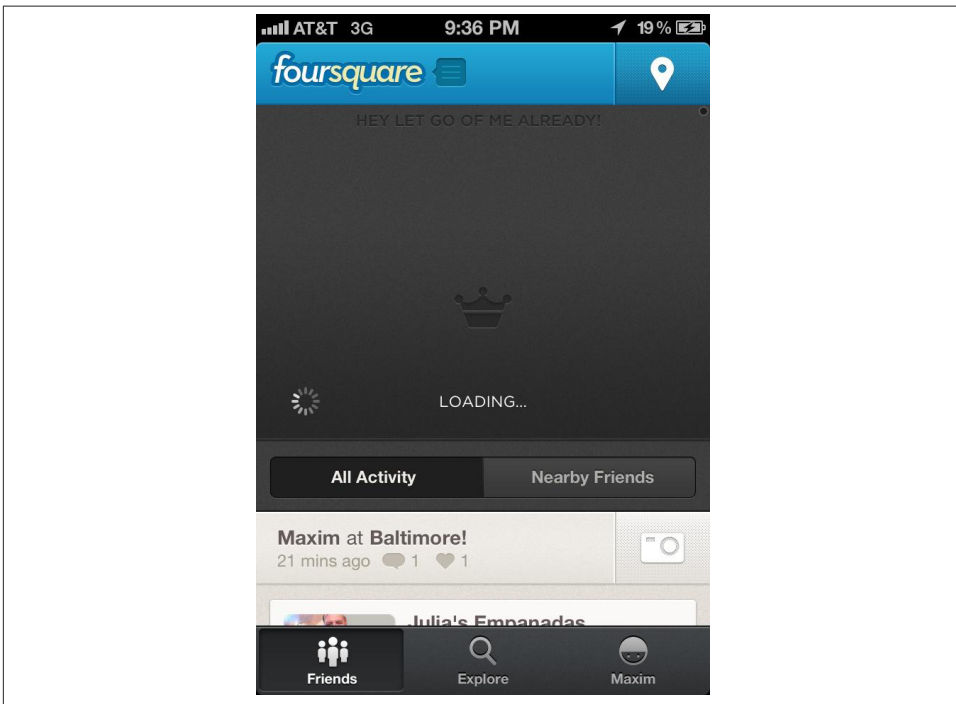 AT&T 3G 9:36 PM 19%
foursquare
HEY LET GO OF ME ALREADY!
LOADING...
All Activity Nearby Friends
Maxim at Baltimore!
21 mins ago 1 1
Julia's Empanadas
Friends Explore Maxim